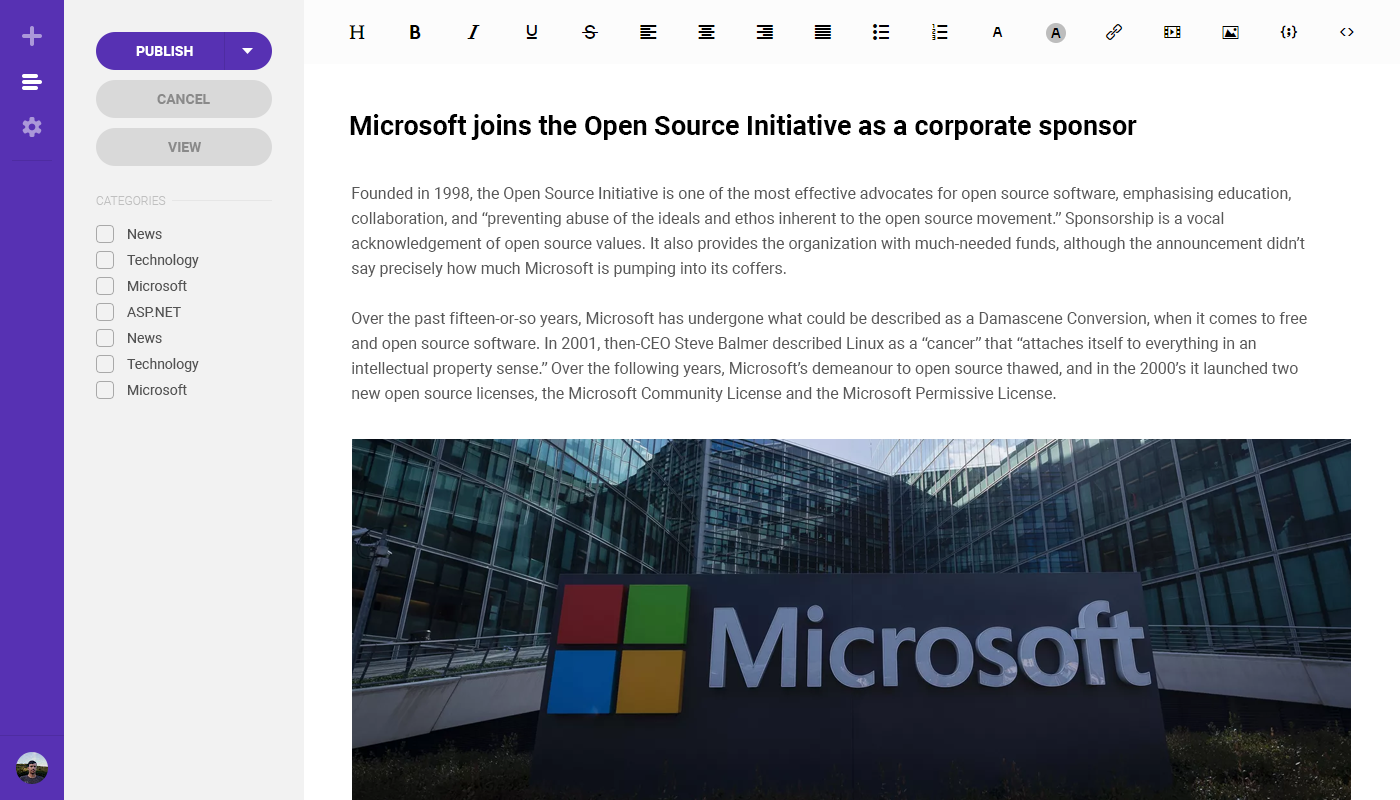 H B I U S A A
PUBLISH
CANCEL
VIEW
CATEGORIES
News
Technology
Microsoft
ASP.NET
News
Technology
Microsoft
Microsoft joins the Open Source Initiative as a corporate sponsor
Founded in 1998, the Open Source Initiative is one of the most effective advocates for open source software, emphasising education,
collaboration, and “preventing abuse of the ideals and ethos inherent to the open source movement.” Sponsorship is a vocal
acknowledgement of open source values. It also provides the organization with much-needed funds, although the announcement didn’t
say precisely how much Microsoft is pumping into its coffers.
Over the past fifteen-or-so years, Microsoft has undergone what could be described as a Damascene Conversion, when it comes to free
and open source software. In 2001, then-CEO Steve Balmer described Linux as a “cancer” that “attaches itself to everything in an
intellectual property sense.” Over the following years, Microsoft’s demeanour to open source thawed, and in the 2000’s it launched two
new open source licenses, the Microsoft Community License and the Microsoft Permissive License.
Microsoft